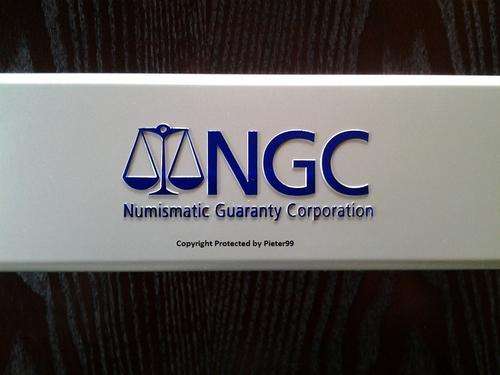 NGC
Numismatic Guaranty Corporation
Copyright Protected by Pieter99